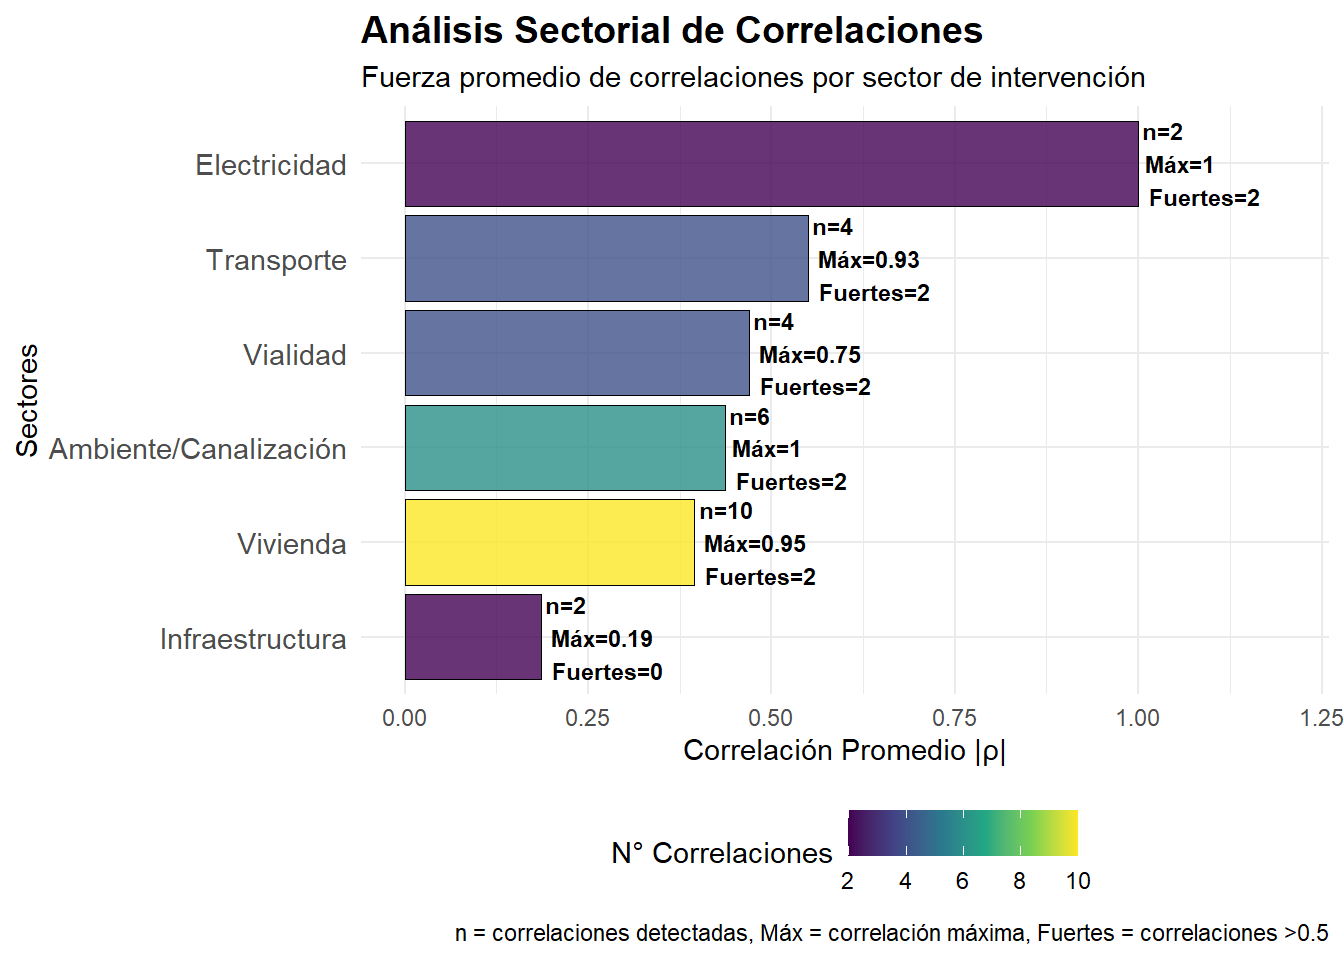 Análisis Sectorial de Correlaciones
Fuerza promedio de correlaciones por sector de intervención
Sectores
Electricidad
n=2
Máx=1
Fuertes=2
Transporte
n=4
Máx=0.93
Fuertes=2
Vialidad
n=4
Máx=0.75
Fuertes=2
Ambiente/Canalización
n=6
Máx=1
Fuertes=2
Vivienda
n=10
Máx=0.95
Fuertes=2
Infraestructura
n=2
Máx=0.19
Fuertes=0
0.00 0.25 0.50 0.75 1.00 1.25
Correlación Promedio |ρ|
N° Correlaciones
2 4 6 8 10
n = correlaciones detectadas, Máx = correlación máxima, Fuertes = correlaciones >0.5